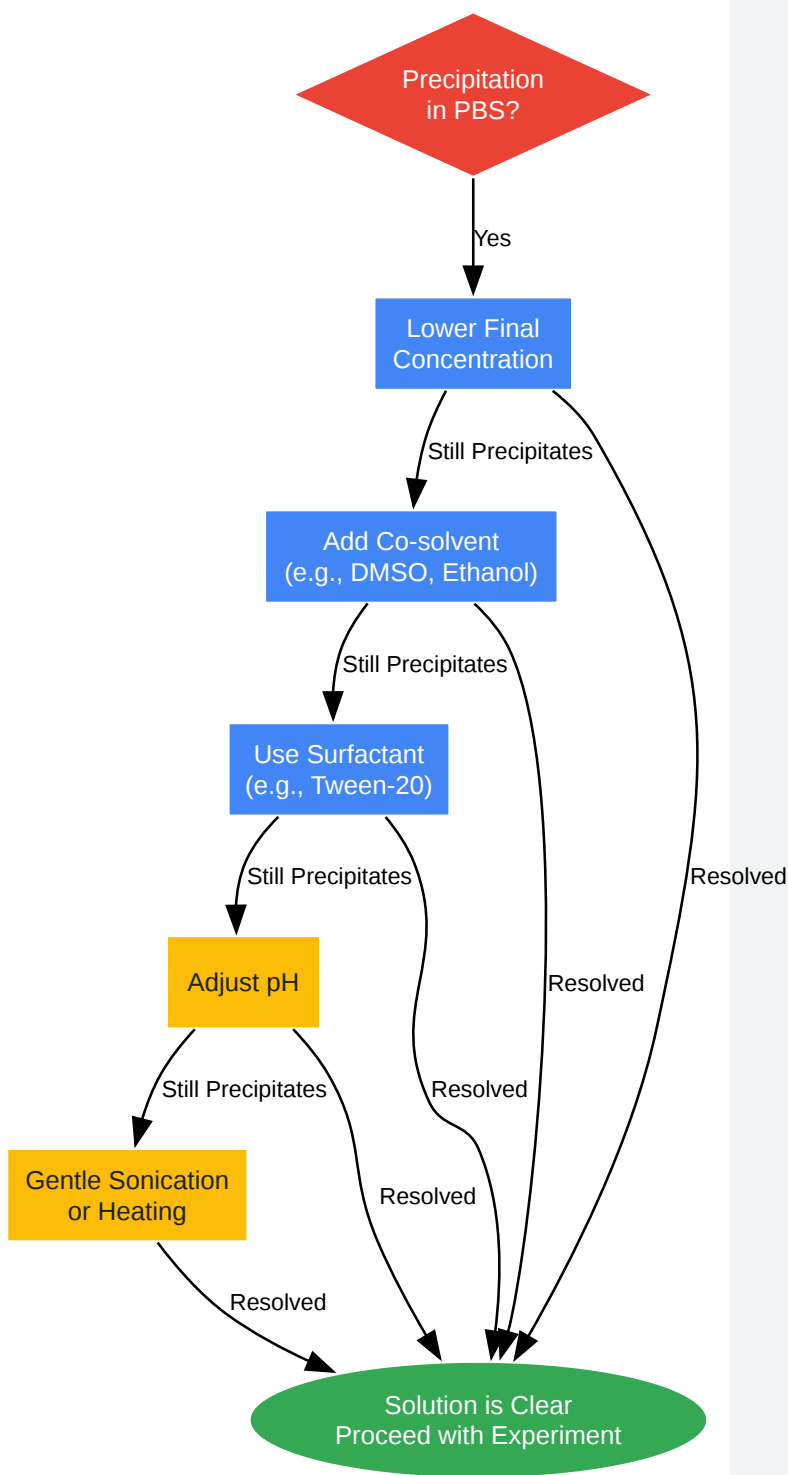 Precipitation
in PBS?
Yes
Lower Final
Concentration
Still Precipitates
Add Co-solvent
(e.g., DMSO, Ethanol)
Still Precipitates
Use Surfactant
(e.g., Tween-20)
Still Precipitates
Resolved
Adjust pH
Resolved
Still Precipitates
Resolved
Gentle Sonication
or Heating
Resolved
Resolved
Solution is Clear
Proceed with Experiment